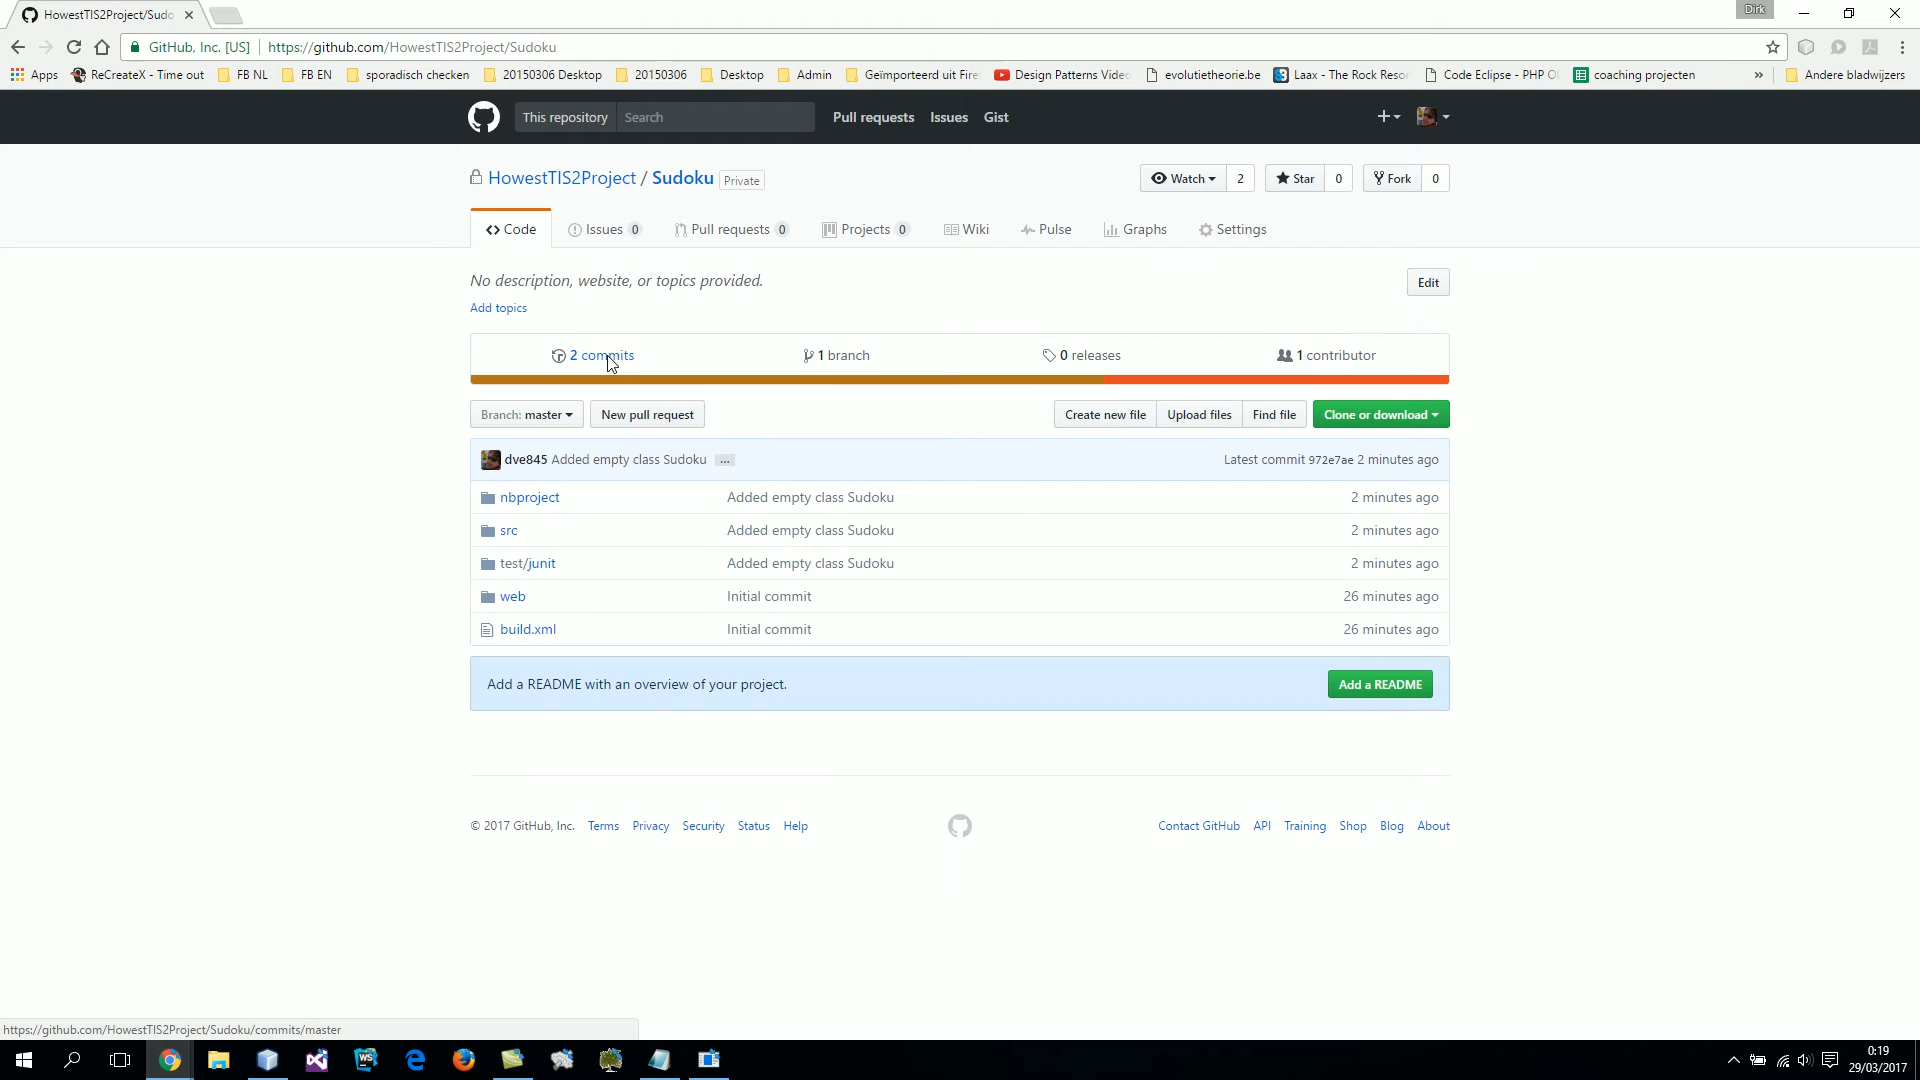 HowestTIS2Project/Sudo
Dirk
GitHub, Inc. [US] https://github.com/HowestTIS2Project/Sudoku
Apps ReCreateX - Time out FB NL FB EN sporadisch checken 20150306 Desktop 20150306 Desktop Admin Geïmporteerd uit Fire Design Patterns Video evolutietheorie.be Laax - The Rock Resor Code Eclipse - PHP O coaching projecten » Andere bladwijzers
This repository Search Pull requests Issues Gist
HowestTIS2Project / Sudoku Private Watch 2 Star 0 Fork 0
Code Issues 0 Pull requests 0 Projects 0 Wiki Pulse Graphs Settings
No description, website, or topics provided. Edit
Add topics
2 commits 1 branch 0 releases 1 contributor
Branch: master New pull request Create new file Upload files Find file Clone or download
dve845 Added empty class Sudoku ... Latest commit 972e7ae 2 minutes ago
nbproject Added empty class Sudoku 2 minutes ago
src Added empty class Sudoku 2 minutes ago
test/junit Added empty class Sudoku 2 minutes ago
web Initial commit 26 minutes ago
build.xml Initial commit 26 minutes ago
Add a README with an overview of your project. Add a README
© 2017 GitHub, Inc. Terms Privacy Security Status Help Contact GitHub API Training Shop Blog About
https://github.com/HowestTIS2Project/Sudoku/commits/master
WS
0:19
29/03/2017